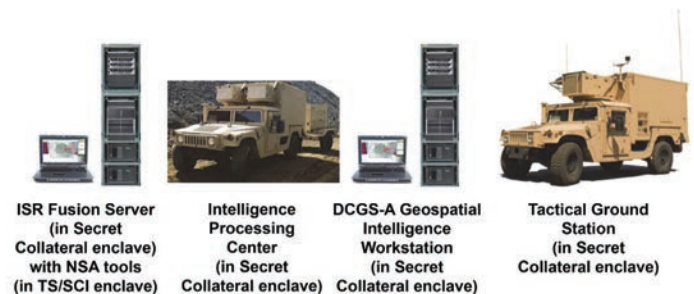 ISR Fusion Server
(in Secret
Collateral enclave)
with NSA tools
(in TS/SCI enclave)
Intelligence
Processing
Center
(in Secret
Collateral enclave)
DCGS-A Geospatial
Intelligence
Workstation
(in Secret
Collateral enclave)
Tactical Ground
Station
(in Secret
Collateral enclave)